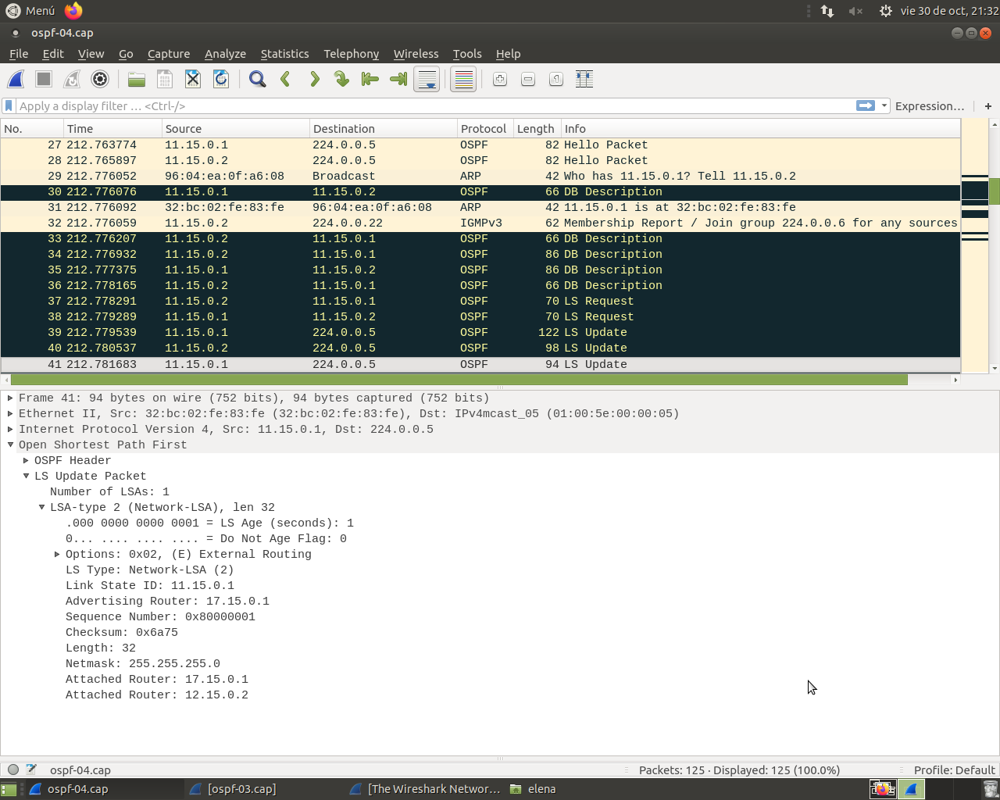 Menú
vie 30 de oct, 21:32
ospf-04.cap
File Edit View Go Capture Analyze Statistics Telephony Wireless Tools Help
Apply a display filter … <Ctrl-/>
Expression… +
No. Time Source Destination Protocol Length Info
27 212.763774 11.15.0.1 224.0.0.5 OSPF 82 Hello Packet
28 212.765897 11.15.0.2 224.0.0.5 OSPF 82 Hello Packet
29 212.776052 96:04:ea:0f:a6:08 Broadcast ARP 42 Who has 11.15.0.1? Tell 11.15.0.2
30 212.776076 11.15.0.1 11.15.0.2 OSPF 66 DB Description
31 212.776092 32:bc:02:fe:83:fe 96:04:ea:0f:a6:08 ARP 42 11.15.0.1 is at 32:bc:02:fe:83:fe
32 212.776059 11.15.0.2 224.0.0.22 IGMPv3 62 Membership Report / Join group 224.0.0.6 for any sources
33 212.776207 11.15.0.2 11.15.0.1 OSPF 66 DB Description
34 212.776932 11.15.0.2 11.15.0.1 OSPF 86 DB Description
35 212.777375 11.15.0.1 11.15.0.2 OSPF 86 DB Description
36 212.778165 11.15.0.2 11.15.0.1 OSPF 66 DB Description
37 212.778291 11.15.0.2 11.15.0.1 OSPF 70 LS Request
38 212.779289 11.15.0.1 11.15.0.2 OSPF 70 LS Request
39 212.779539 11.15.0.1 224.0.0.5 OSPF 122 LS Update
40 212.780537 11.15.0.2 224.0.0.5 OSPF 98 LS Update
41 212.781683 11.15.0.1 224.0.0.5 OSPF 94 LS Update
Frame 41: 94 bytes on wire (752 bits), 94 bytes captured (752 bits)
Ethernet II, Src: 32:bc:02:fe:83:fe (32:bc:02:fe:83:fe), Dst: IPv4mcast_05 (01:00:5e:00:00:05)
Internet Protocol Version 4, Src: 11.15.0.1, Dst: 224.0.0.5
Open Shortest Path First
OSPF Header
LS Update Packet
Number of LSAs: 1
LSA-type 2 (Network-LSA), len 32
.000 0000 0000 0001 = LS Age (seconds): 1
0... .... .... .... = Do Not Age Flag: 0
Options: 0x02, (E) External Routing
LS Type: Network-LSA (2)
Link State ID: 11.15.0.1
Advertising Router: 17.15.0.1
Sequence Number: 0x80000001
Checksum: 0x6a75
Length: 32
Netmask: 255.255.255.0
Attached Router: 17.15.0.1
Attached Router: 12.15.0.2
ospf-04.cap
Packets: 125 · Displayed: 125 (100.0%)
Profile: Default
ospf-04.cap
[ospf-03.cap]
[The Wireshark Networ…
elena